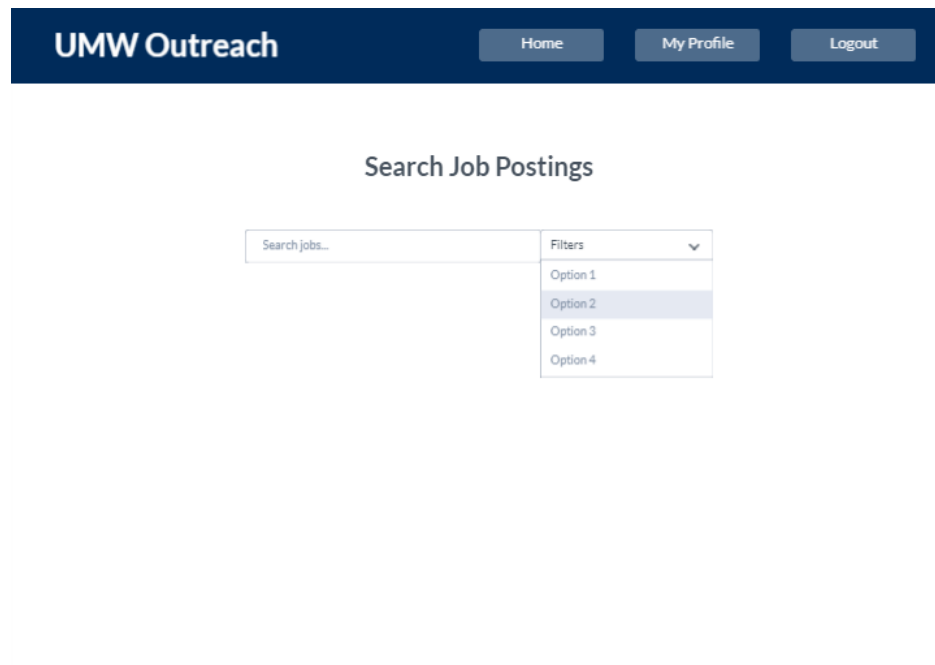 UMW Outreach
Home
My Profile
Logout
Search Job Postings
Search jobs...
Filters
Option 1
Option 2
Option 3
Option 4